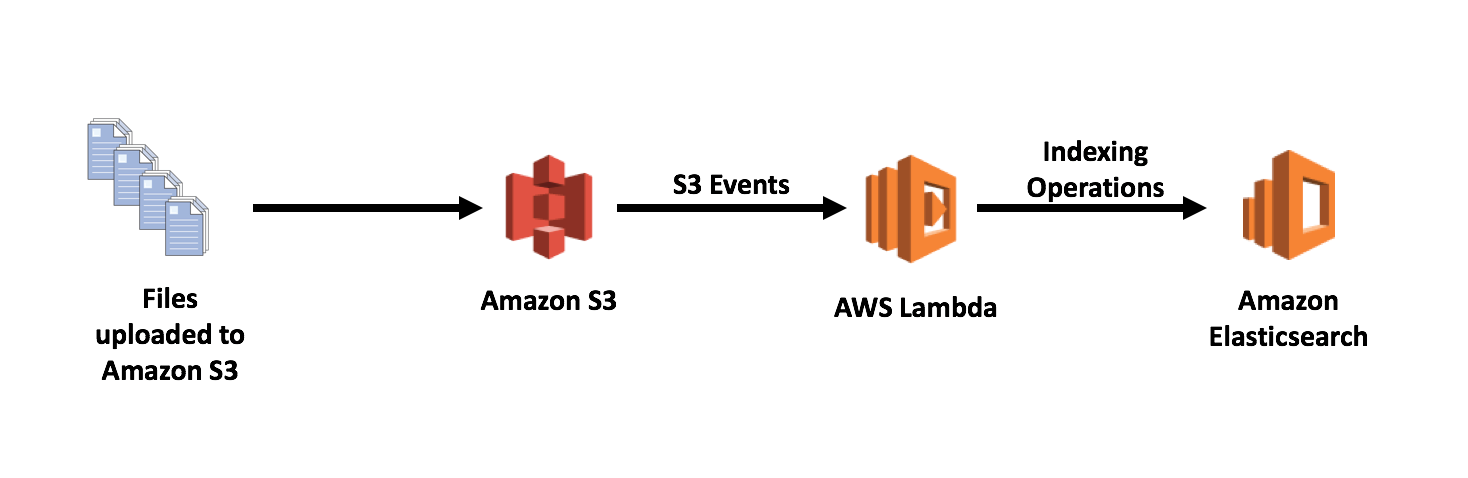 Files
uploaded to
Amazon S3
Amazon S3
S3 Events
AWS Lambda
Indexing
Operations
Amazon
Elasticsearch